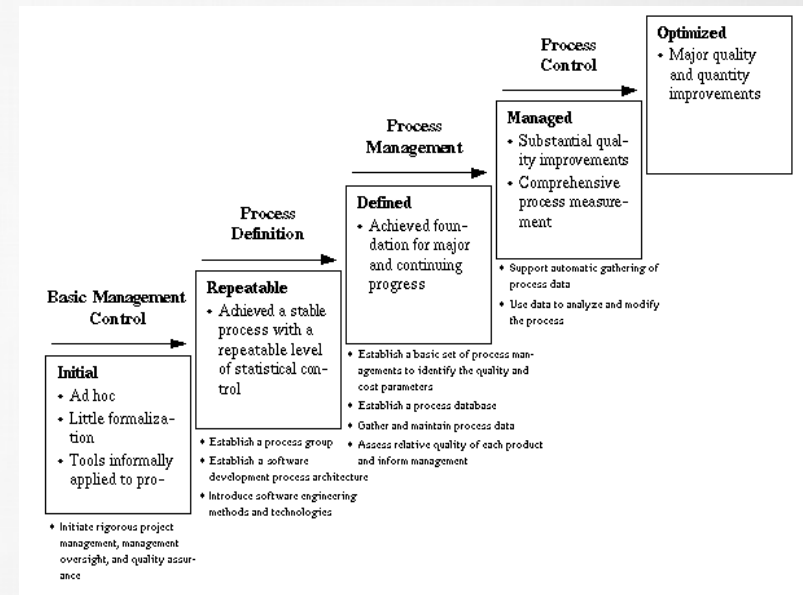 Basic Management
Control
Initial
• Ad hoc
• Little formaliza-
tion
• Tools informally
applied to pro-
♦ Initiate rigorous project
management, management
oversight, and quality assur-
ance
Process
Definition
Repeatable
• Achieved a stable
process with a
repeatable level
of statistical con-
trol
♦ Establish a process group
♦ Establish a software
development process architecture
♦ Introduce software engineering
methods and technologies
Process
Management
Defined
• Achieved foun-
dation for major
and continuing
progress
♦ Establish a basic set of process man-
agements to identify the quality and
cost parameters
♦ Establish a process database
♦ Gather and maintain process data
♦ Assess relative quality of each product
and inform management
Process
Control
Managed
• Substantial qual-
ity improvements
• Comprehensive
process measure-
ment
♦ Support automatic gathering of
process data
♦ Use data to analyze and modify
the process
Optimized
• Major quality
and quantity
improvements